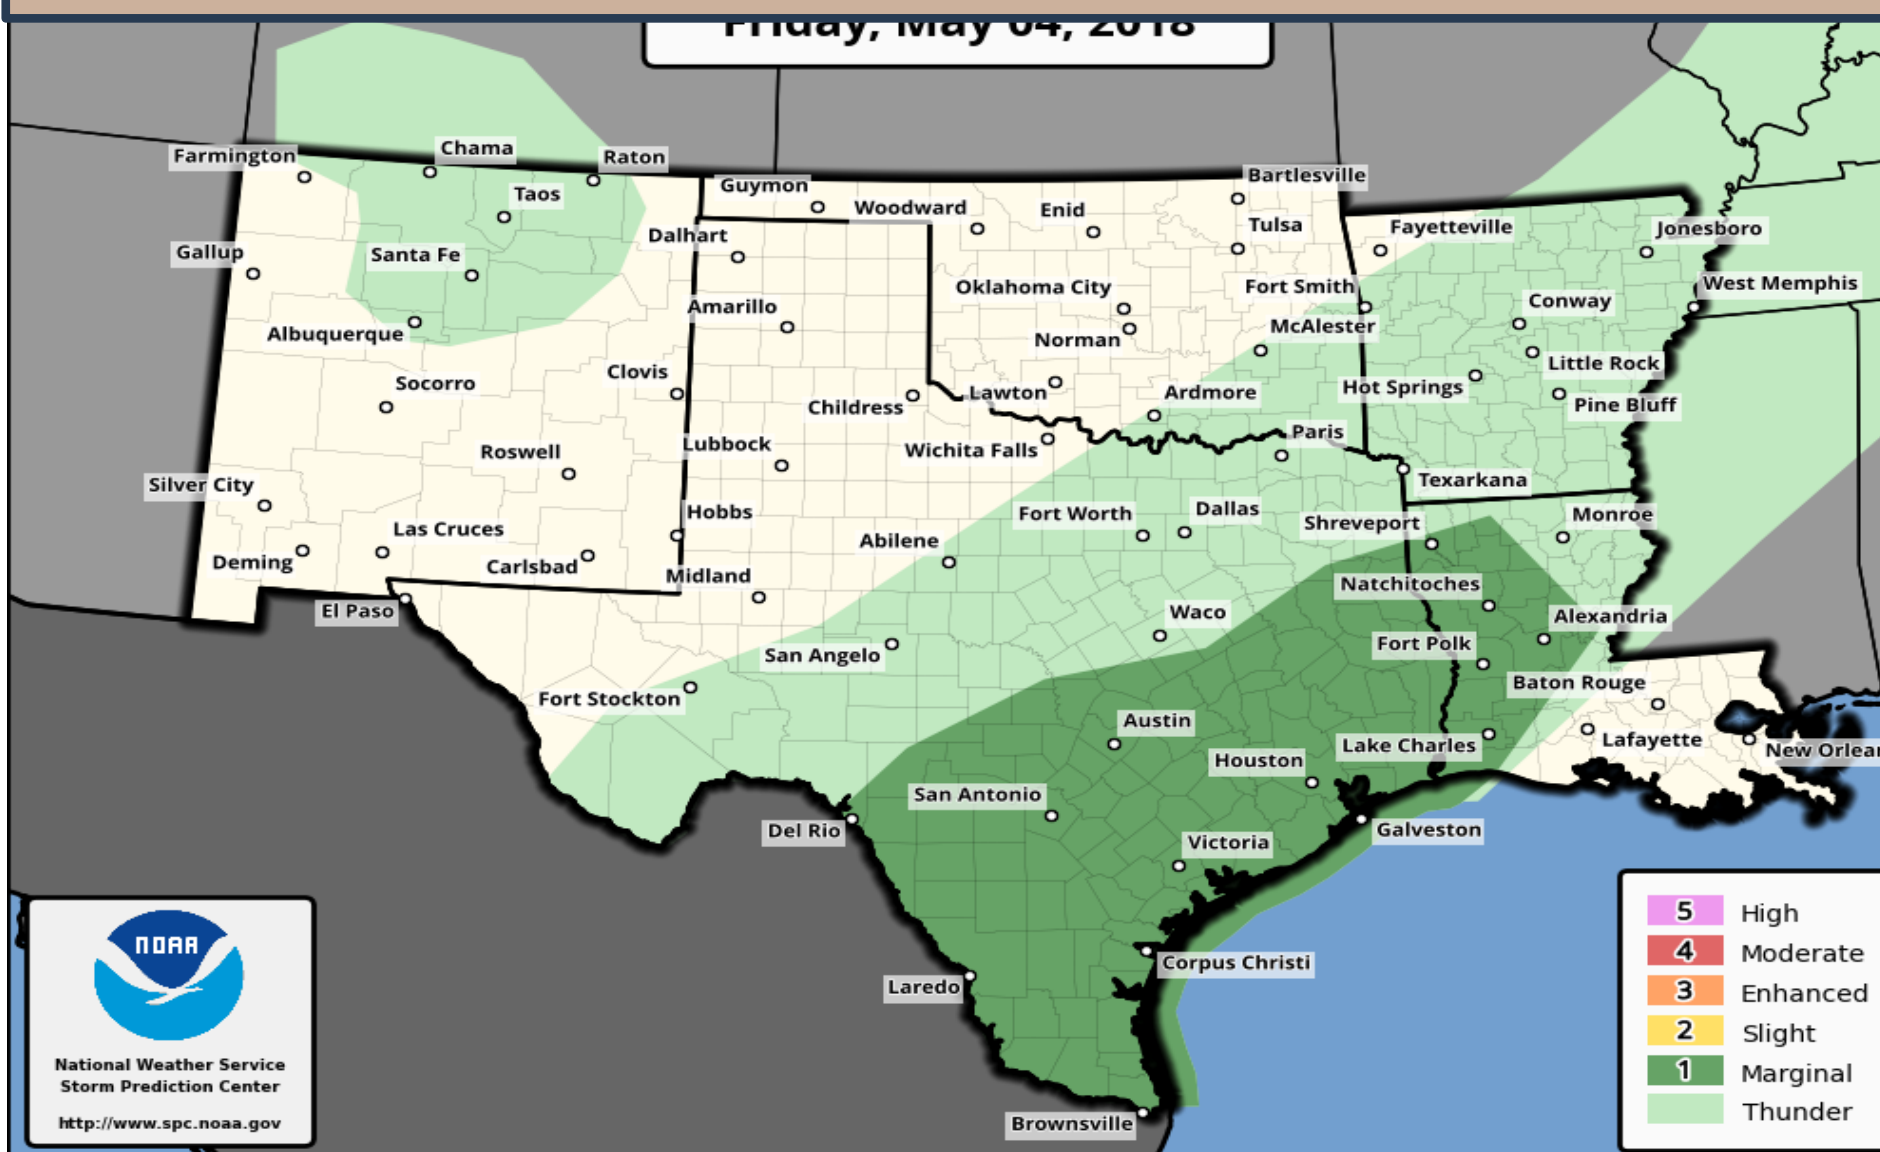 Friday, May 04, 2018
Chama
Farmington
Raton
Bartlesville
Guymon
Taos
Woodward
Enid
Tulsa
Fayetteville
Jonesboro
Dalhart
Gallup
Santa Fe
West Memphis
Oklahoma City
Fort Smith
Conway
Amarillo
McAlester
Albuquerque
Norman
Little Rock
Clovis
Socorro
Hot Springs
Lawton
Ardmore
Childress
Pine Bluff
Paris
Lubbock
Wichita Falls
Roswell
Texarkana
Silver City
Dallas
Hobbs
Fort Worth
Monroe
Shreveport
Las Cruces
Abilene
Deming
Carlsbad
Midland
Natchitoches
El Paso
Waco
Alexandria
Fort Polk
San Angelo
Baton Rouge
Fort Stockton
Austin
Lafayette
Lake Charles
New Orlean
Houston
San Antonio
Del Rio
Galveston
Victoria
Corpus Christi
Laredo
Brownsville
NOAA
National Weather Service
Storm Prediction Center
http://www.spc.noaa.gov
5 High
4 Moderate
3 Enhanced
2 Slight
1 Marginal
Thunder